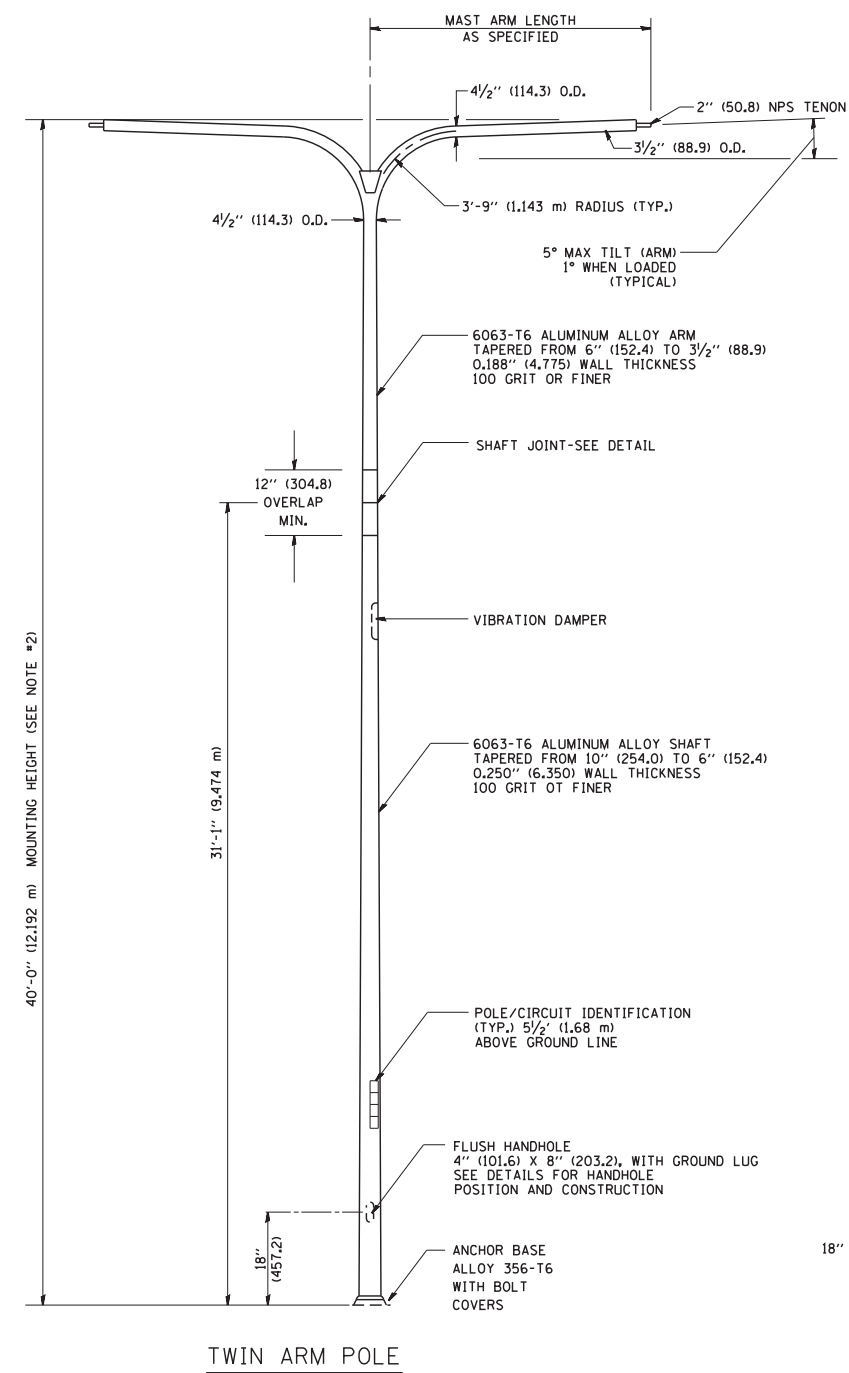 MAST ARM LENGTH
AS SPECIFIED
4½" (114.3) O.D.
2" (50.8) NPS TENON
3½" (88.9) O.D.
3'-9" (1.143 m) RADIUS (TYP.)
4½" (114.3) O.D.
5° MAX TILT (ARM)
1° WHEN LOADED
(TYPICAL)
6063-T6 ALUMINUM ALLOY ARM
TAPERED FROM 6" (152.4) TO 3½" (88.9)
0.188" (4.775) WALL THICKNESS
100 GRIT OR FINER
SHAFT JOINT-SEE DETAIL
12" (304.8)
OVERLAP
MIN.
VIBRATION DAMPER
40'-0" (12.192 m) MOUNTING HEIGHT (SEE NOTE #2)
31'-1" (9.474 m)
6063-T6 ALUMINUM ALLOY SHAFT
TAPERED FROM 10" (254.0) TO 6" (152.4)
0.250" (6.350) WALL THICKNESS
100 GRIT OT FINER
POLE/CIRCUIT IDENTIFICATION
(TYP.) 5½' (1.68 m)
ABOVE GROUND LINE
FLUSH HANDHOLE
4" (101.6) X 8" (203.2), WITH GROUND LUG
SEE DETAILS FOR HANDHOLE
POSITION AND CONSTRUCTION
18"
(457.2)
ANCHOR BASE
ALLOY 356-T6
WITH BOLT
COVERS
18"
TWIN ARM POLE